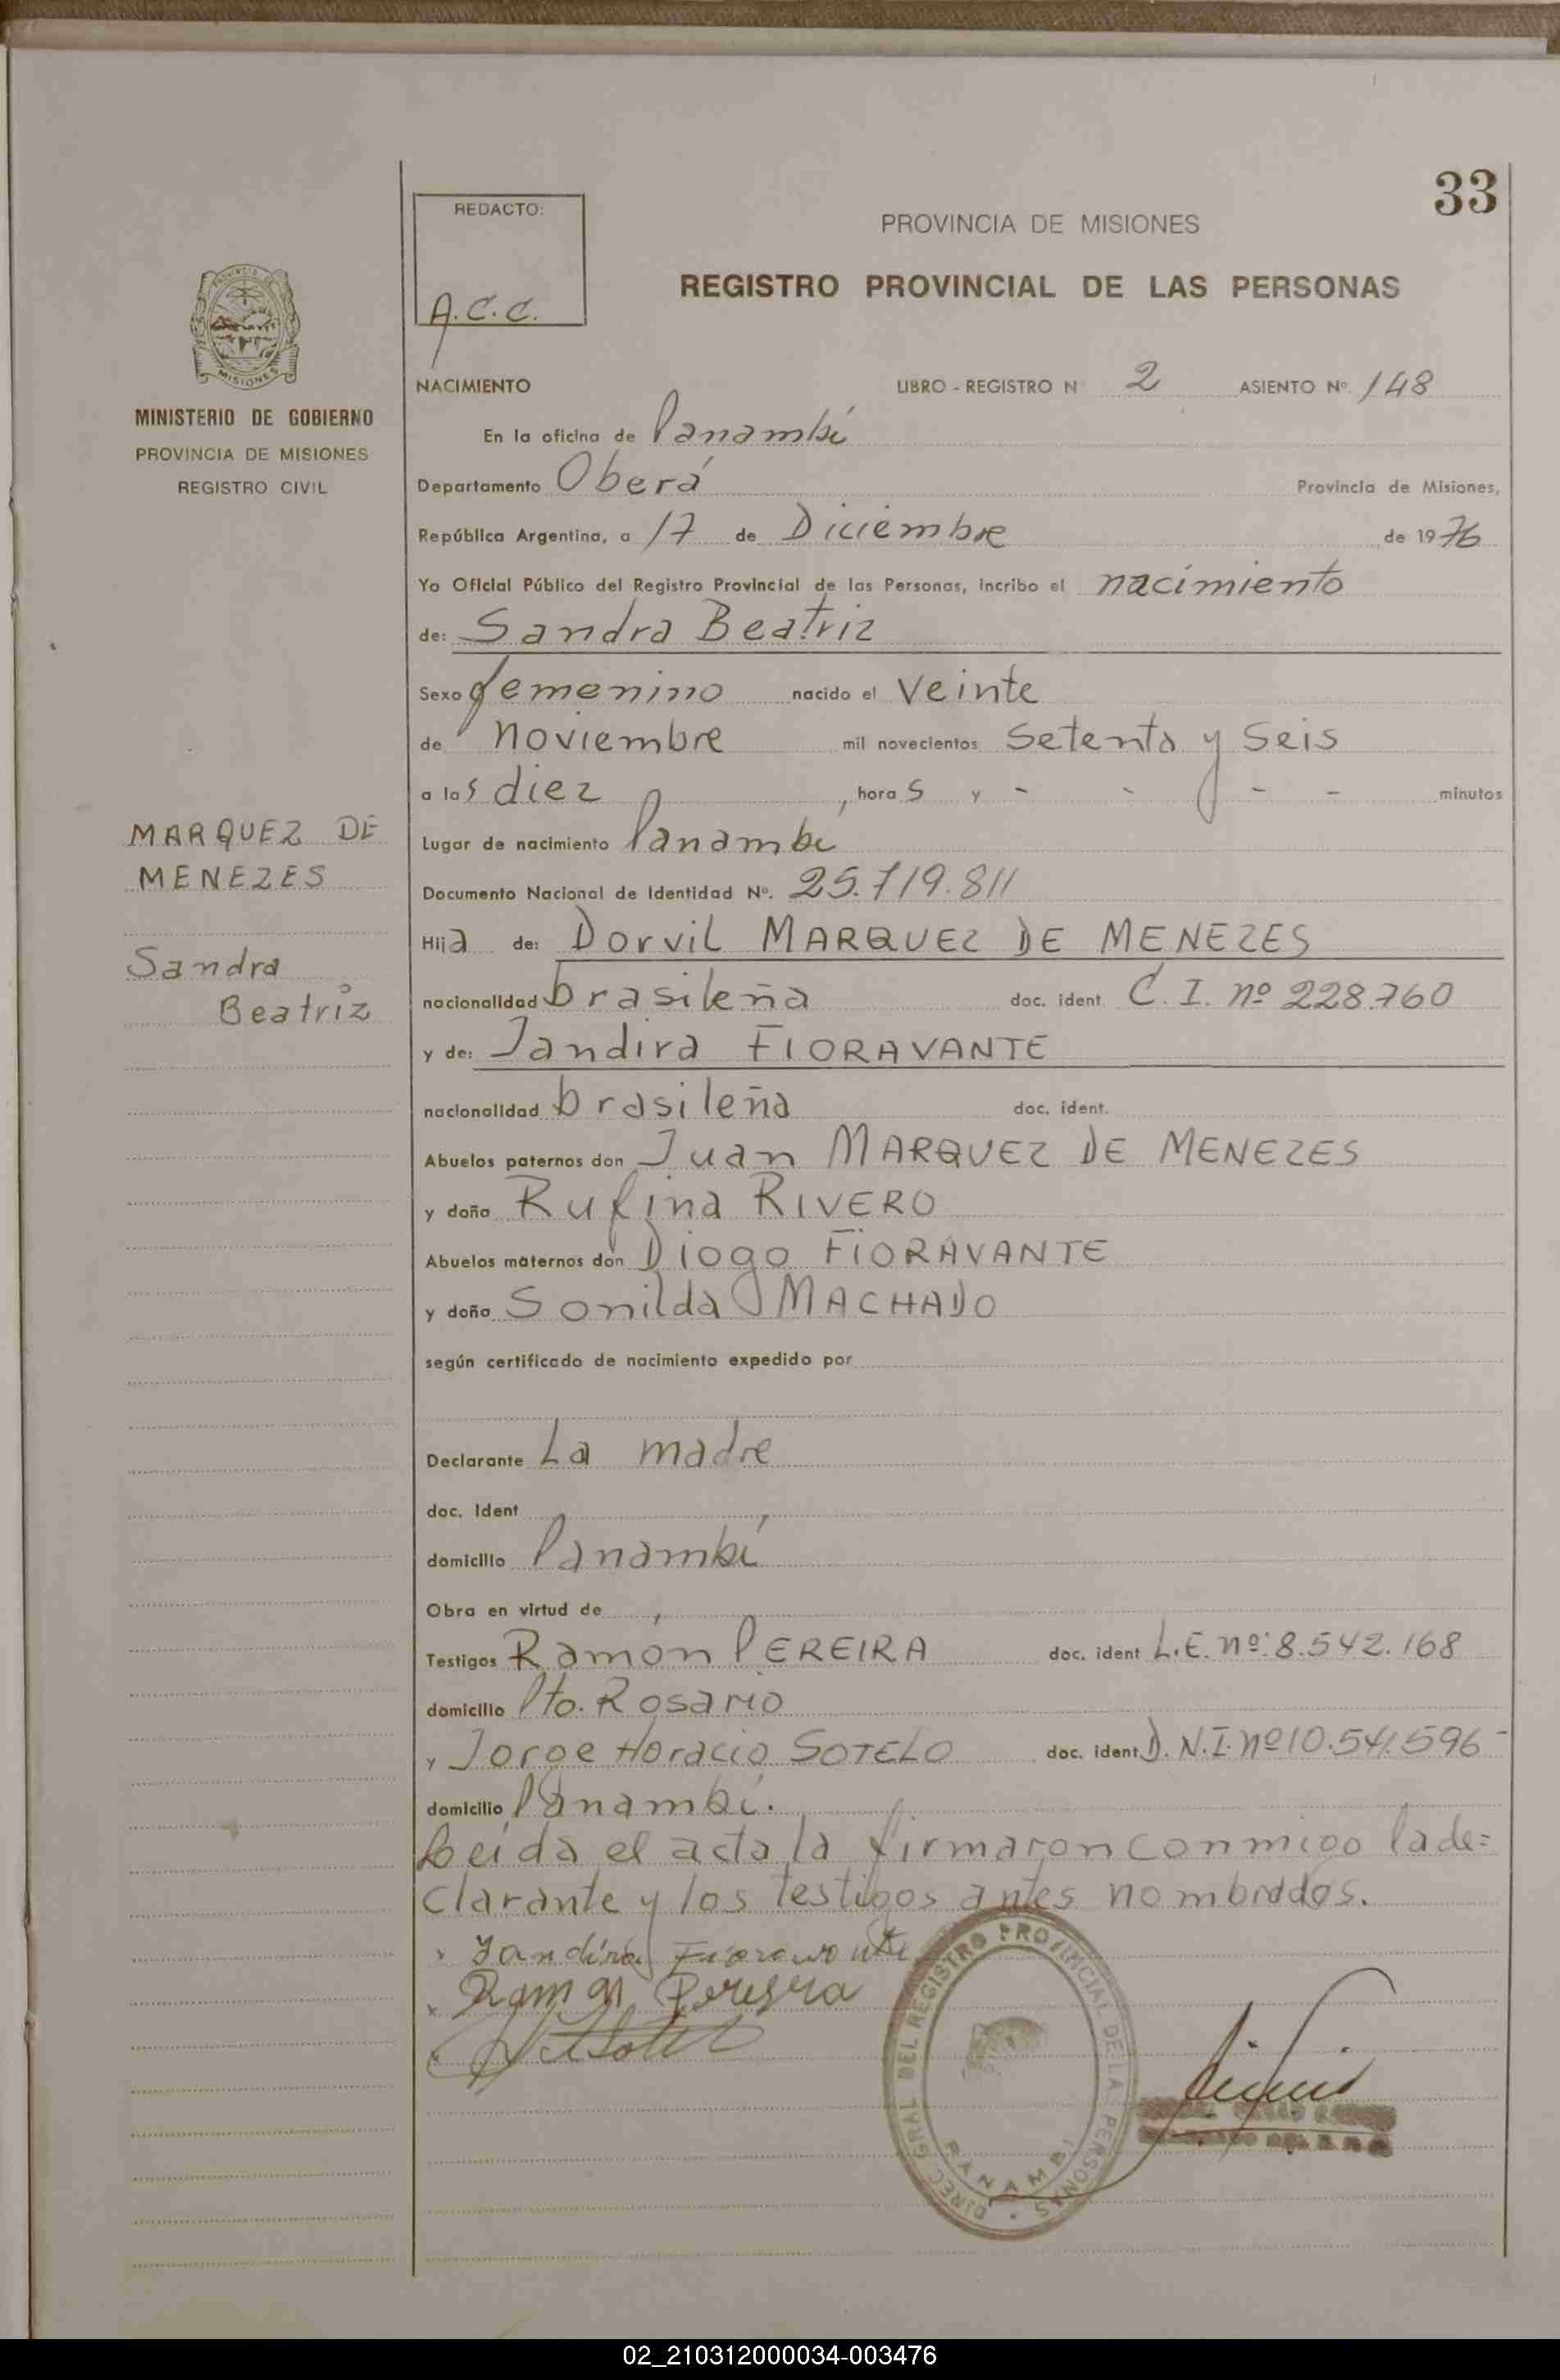 33
REDACTO:
A.C.C.
PROVINCIA DE MISIONES
REGISTRO PROVINCIAL DE LAS PERSONAS
PROVINCIA DE
MISIONES
MINISTERIO DE GOBIERNO
PROVINCIA DE MISIONES
REGISTRO CIVIL
NACIMIENTO LIBRO - REGISTRO N 2 ASIENTO Nº. 148
En la oficina de Panambí
Departamento Oberá Provincia de Misiones,
República Argentina, a 17 de Diciembre de 1976
Yo Oficial Público del Registro Provincial de las Personas, incribo el nacimiento
de: Sandra Beatriz
Sexo femenino nacido el veinte
de noviembre mil novecientos setenta y seis
a las diez , horas y - - - - minutos
Lugar de nacimiento Panambí
Documento Nacional de Identidad Nº. 25.719.811
MARQUEZ DE
MENEZES
Sandra
Beatriz
Hija de: Dorvil MARQUEZ DE MENEZES
nacionalidad brasileña doc. ident. C.I. nº 228.760
y de: Jandira FIORAVANTE
nacionalidad brasileña doc. ident.
Abuelos paternos don Juan MARQUEZ DE MENEZES
y doña Rufina RIVERO
Abuelos maternos don Diogo FIORAVANTE
y doña Sonilda MACHADO
según certificado de nacimiento expedido por
Declarante La madre
doc. Ident
domicilio Panambí
Obra en virtud de
Testigos Ramón PEREIRA doc. ident L.E. nº: 8.542.168
domicilio Pto. Rosario
y Jorge Horacio SOTELO doc. ident D.N.I. nº 10.541.596 -
domicilio Panambí.
Leída el acta la firmaron conmigo la de=
clarante y los testigos antes nombrados.
Jandira Fioravante
Ramon Pereyra
DIREC GRAL DEL REGISTRO PROVINCIAL DE LA PERSONAS
PANAMBI
02_210312000034-003476